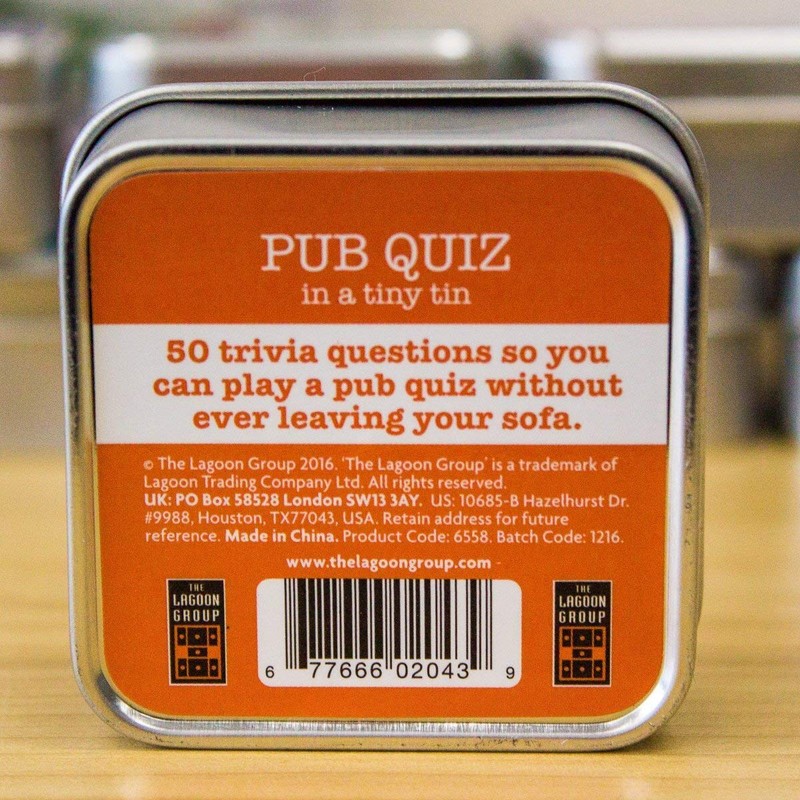 PUB QUIZ
in a tiny tin
50 trivia questions so you
can play a pub quiz without
ever leaving your sofa.
© The Lagoon Group 2016. 'The Lagoon Group' is a trademark of
Lagoon Trading Company Ltd. All rights reserved.
UK: PO Box 58528 London SW13 3AY. US: 10685-B Hazelhurst Dr.
#9988, Houston, TX77043, USA. Retain address for future
reference. Made in China. Product Code: 6558. Batch Code: 1216.
www.thelagoongroup.com -
THE
LAGOON
GROUP
6 77666 02043 9
THE
LAGOON
GROUP